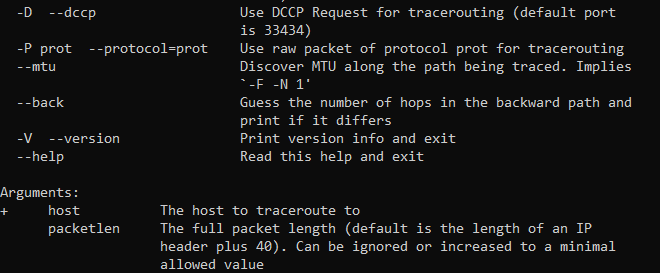 -D  --dccp                  Use DCCP Request for tracerouting (default port
                            is 33434)
-P prot  --protocol=prot    Use raw packet of protocol prot for tracerouting
--mtu                       Discover MTU along the path being traced. Implies
                            `-F -N 1'
--back                      Guess the number of hops in the backward path and
                            print if it differs
-V  --version               Print version info and exit
--help                      Read this help and exit

Arguments:
+     host          The host to traceroute to
      packetlen     The full packet length (default is the length of an IP
                    header plus 40). Can be ignored or increased to a minimal
                    allowed value